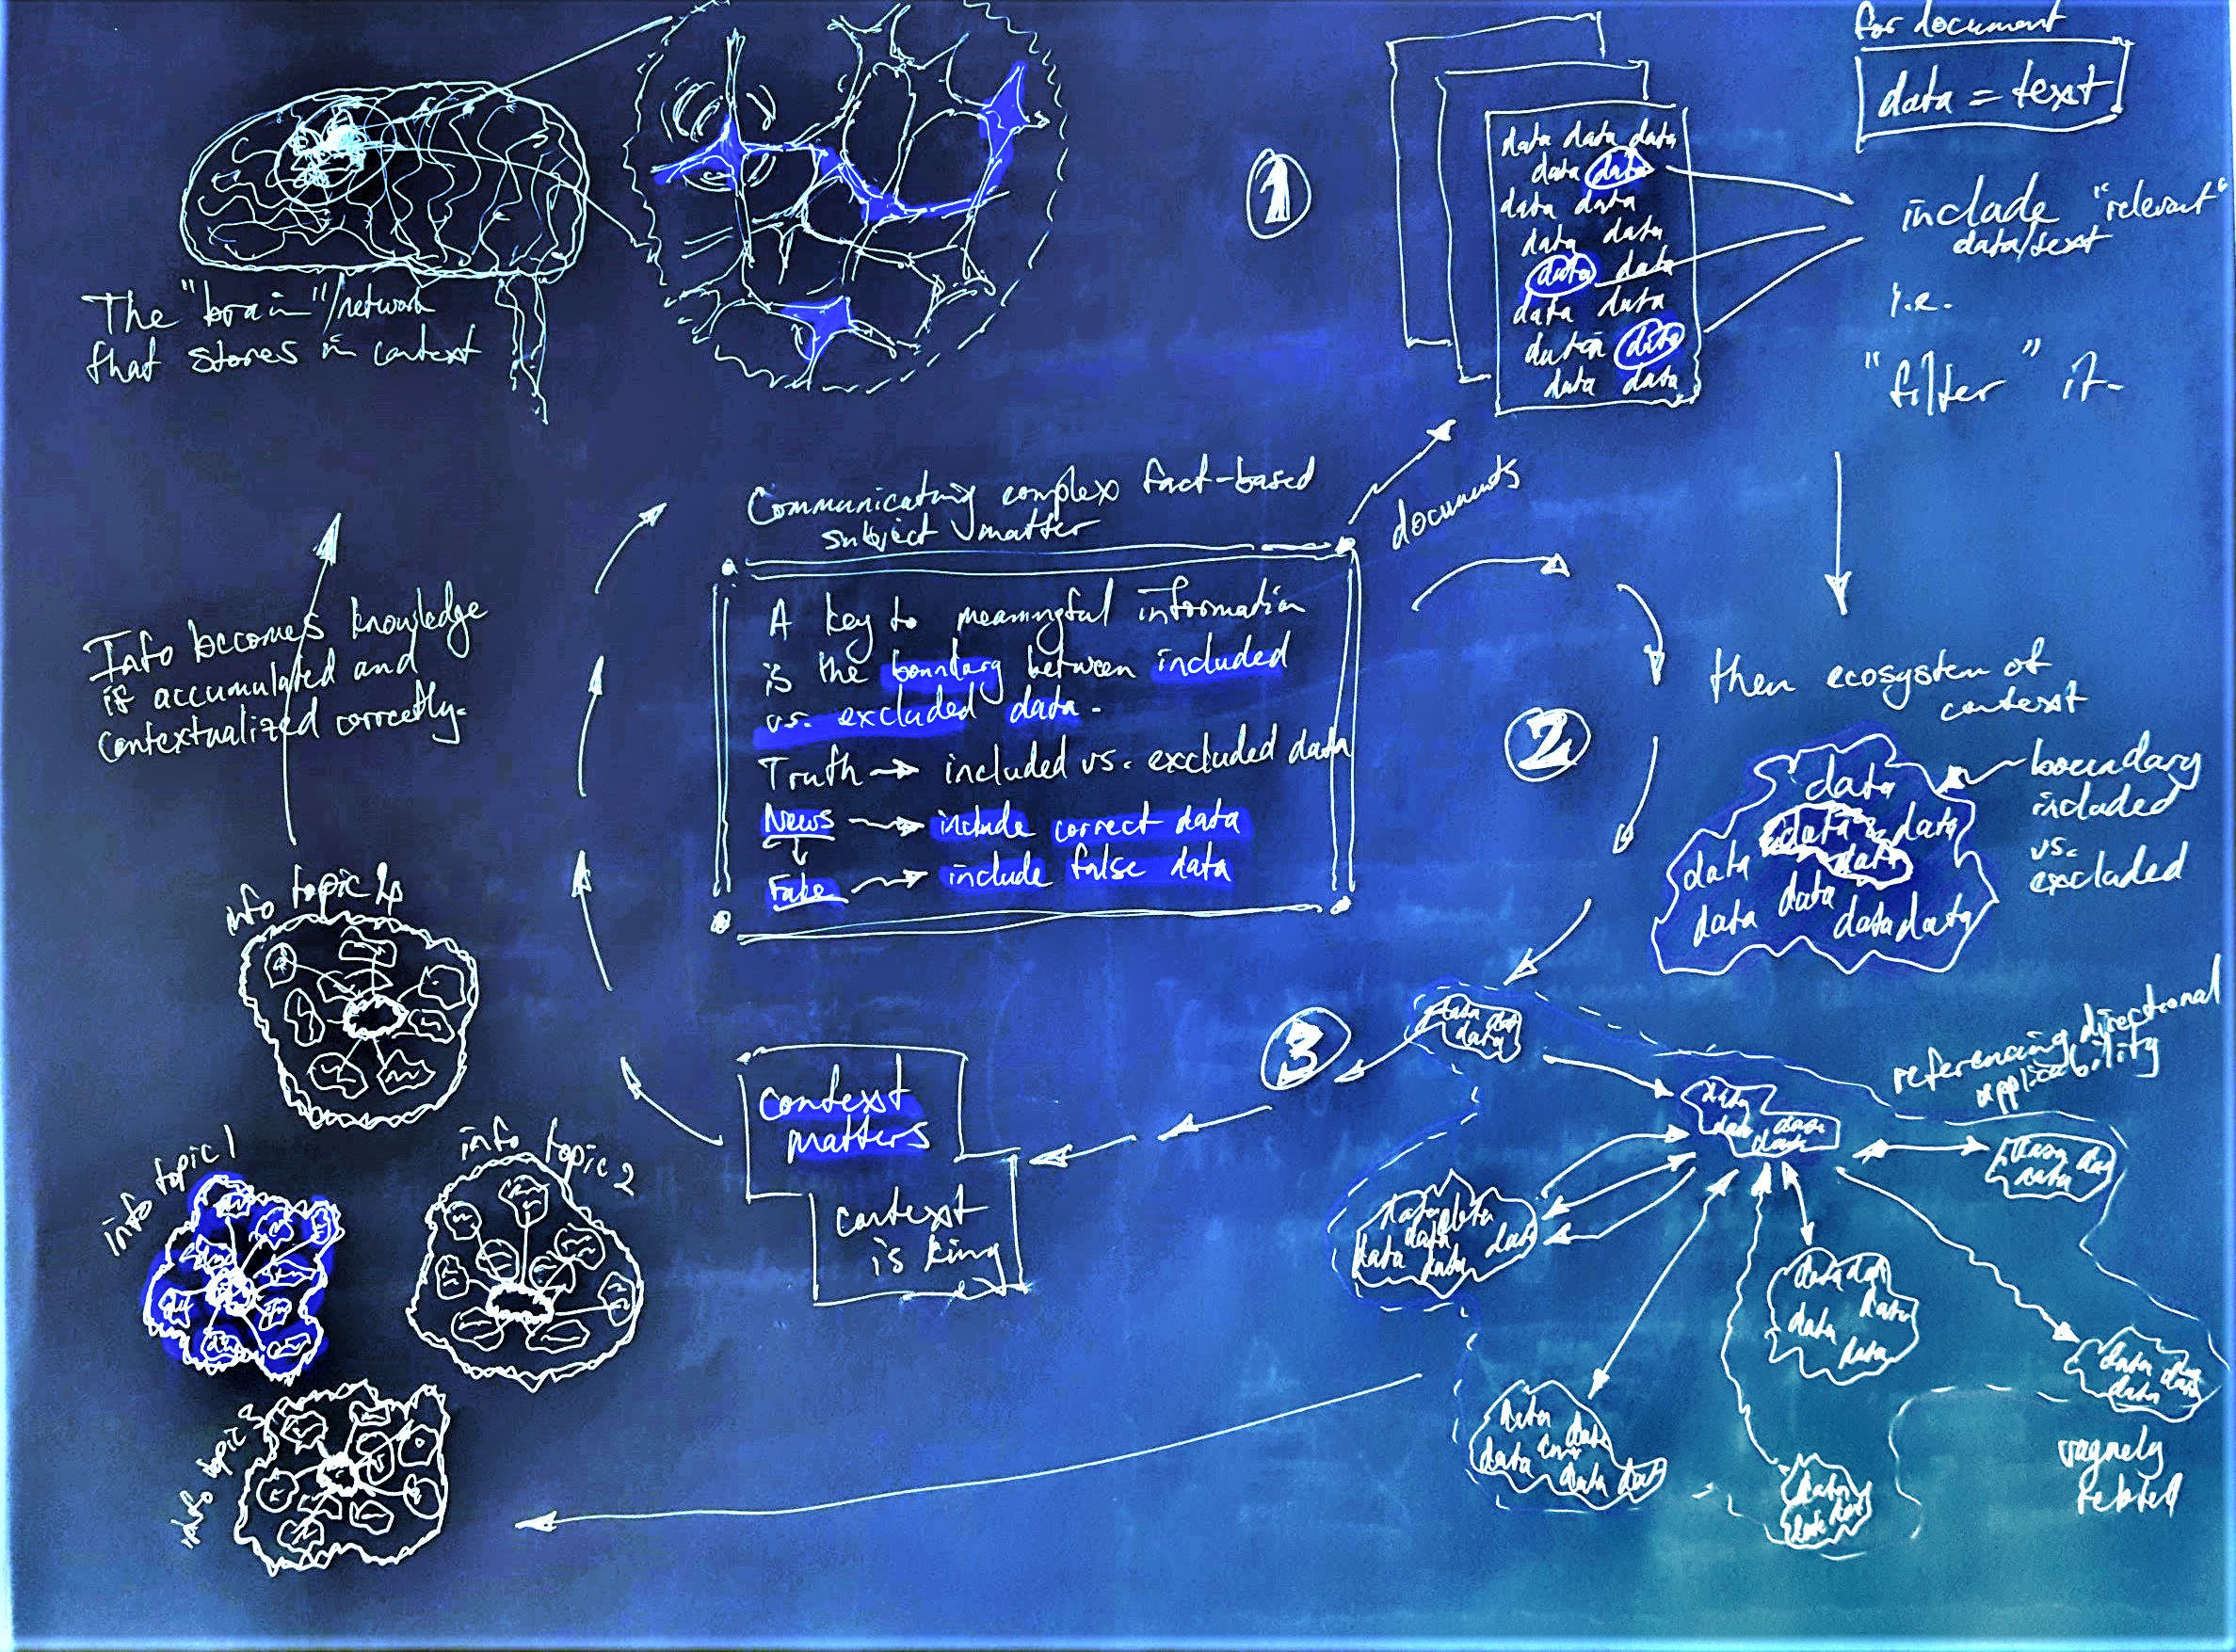 The "brain"/network
that stores in context
1
data data data
data data
data data
data data
data data
data data
data data
data data
for document
data = text
include "relevant"
data/text
i.e.
"filter" it
documents
Communicating complex fact-based
subject matter
A key to meaningful information
is the boundary between included
vs. excluded data.
Truth → included vs. excluded data
News → include correct data
Fake → include false data
Info becomes knowledge
if accumulated and
contextualized correctly.
2
then ecosystem of
context
data
data data
data data
data
data data data
boundary
included
vs.
excluded
3
data
data
referencing directional
applicability
data
data
data
data
data data
data
data data
data data
data data
data
data
data
data
data
data data
data
data
data
data
data
data
data
vaguely
related
context
matters
context
is king
info topic 4
info topic 1
info topic 2
info topic